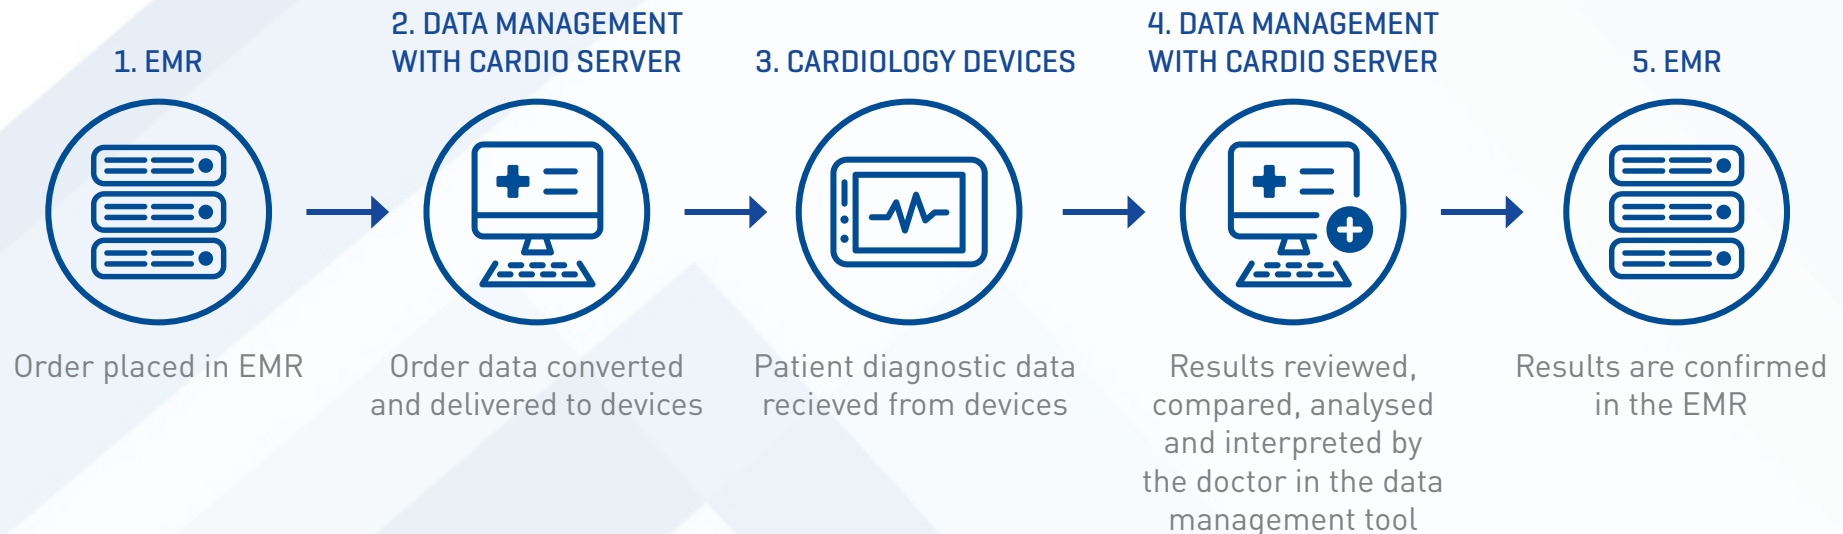 1. EMR
Order placed in EMR
2. DATA MANAGEMENT
WITH CARDIO SERVER
Order data converted
and delivered to devices
3. CARDIOLOGY DEVICES
Patient diagnostic data
recieved from devices
4. DATA MANAGEMENT
WITH CARDIO SERVER
Results reviewed,
compared, analysed
and interpreted by
the doctor in the data
management tool
5. EMR
Results are confirmed
in the EMR